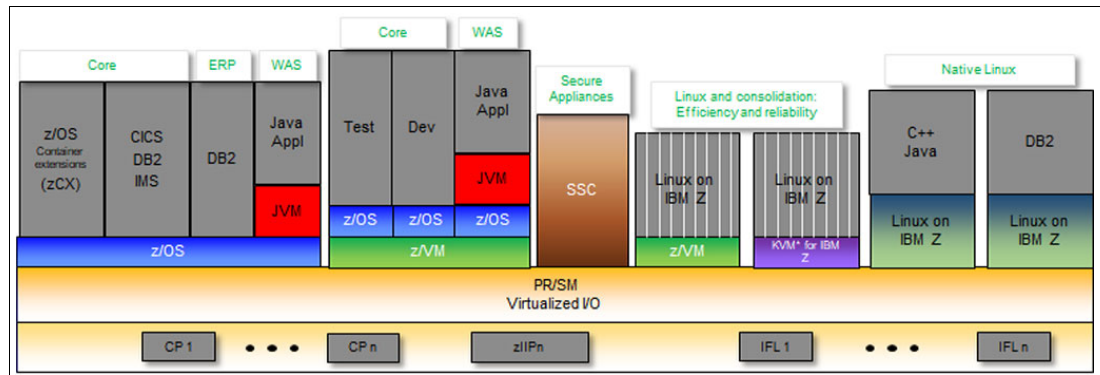 Core
ERP
WAS
Core
WAS
Secure
Appliances
Linux and consolidation:
Efficiency and reliability
Native Linux
z/OS
Container
extensions
(zCX)
CICS
DB2
IMS
DB2
Java
Appl
JVM
z/OS
Test
Dev
Java
Appl
JVM
z/OS
z/OS
z/OS
z/VM
SSC
Linux on
IBM Z
z/VM
Linux on
IBM Z
KVM* for IBM
Z
C++
Java
Linux on
IBM Z
DB2
Linux on
IBM Z
PR/SM
Virtualized I/O
CP 1
CP n
zIIPn
IFL 1
IFL n